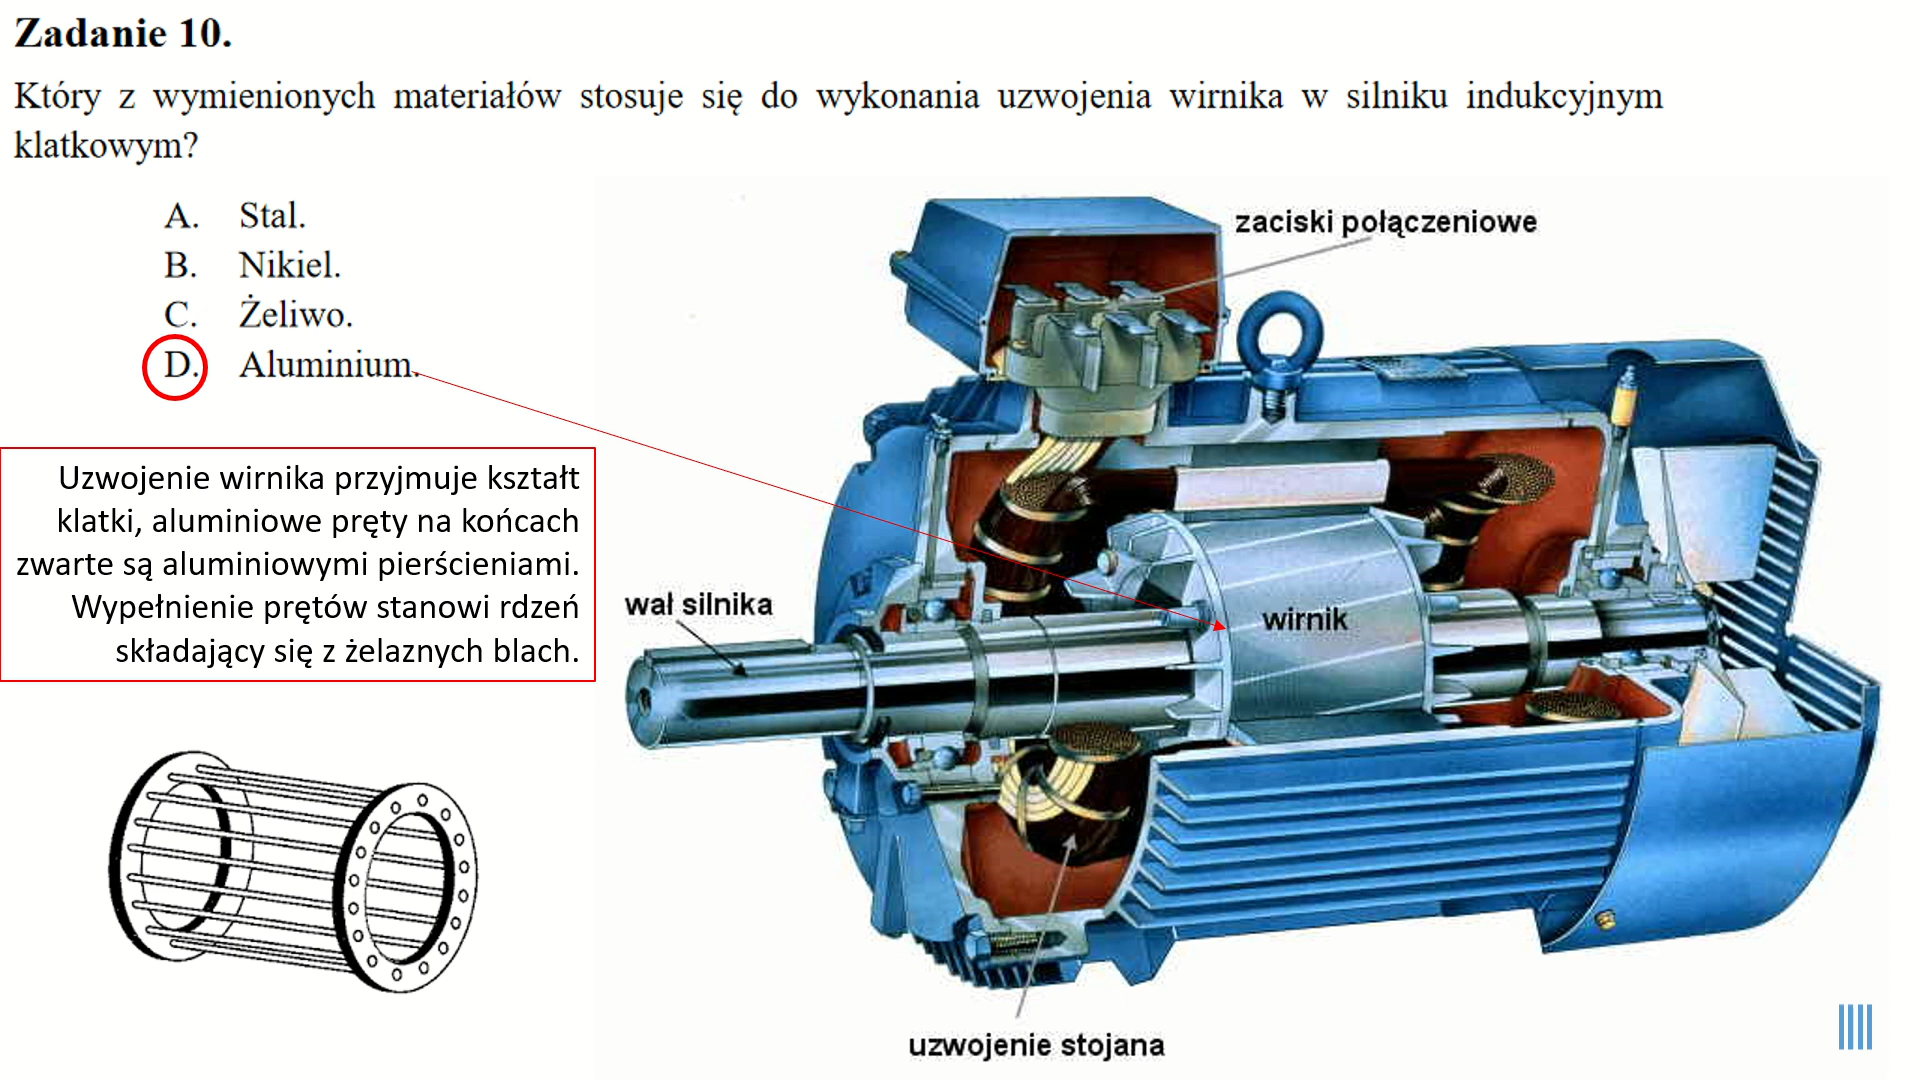 Zadanie 10.
Który z wymienionych materiałów stosuje się do wykonania uzwojenia wirnika w silniku indukcyjnym
klatkowym?
A. Stal.
B. Nikiel.
C. Żeliwo.
D. Aluminium.
Uzwojenie wirnika przyjmuje kształt
klatki, aluminiowe pręty na końcach
zwarte są aluminiowymi pierścieniami.
Wypełnienie prętów stanowi rdzeń
składający się z żelaznych blach.
zaciski połączeniowe
wał silnika
wirnik
uzwojenie stojana